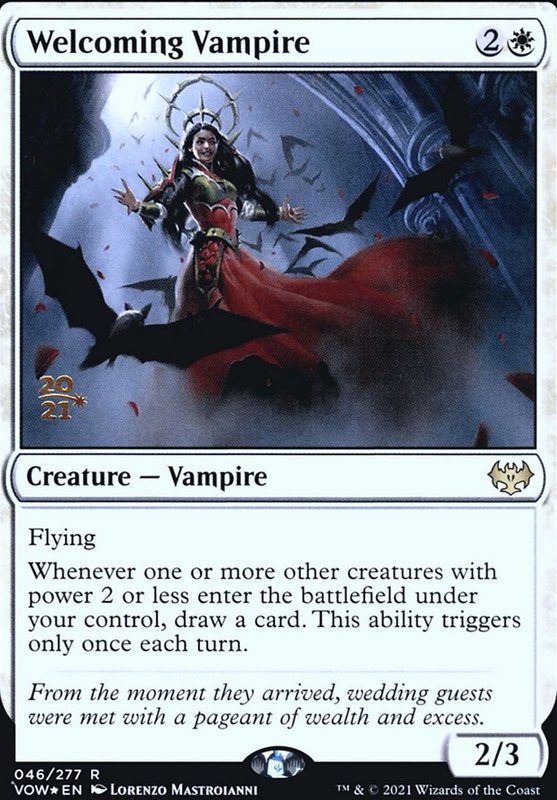 Welcoming Vampire 2
20
21
Creature — Vampire
Flying
Whenever one or more other creatures with
power 2 or less enter the battlefield under
your control, draw a card. This ability triggers
only once each turn.
From the moment they arrived, wedding guests
were met with a pageant of wealth and excess.
2/3
046/277 R
VOW★EN Lorenzo Mastroianni
™ & © 2021 Wizards of the Coast